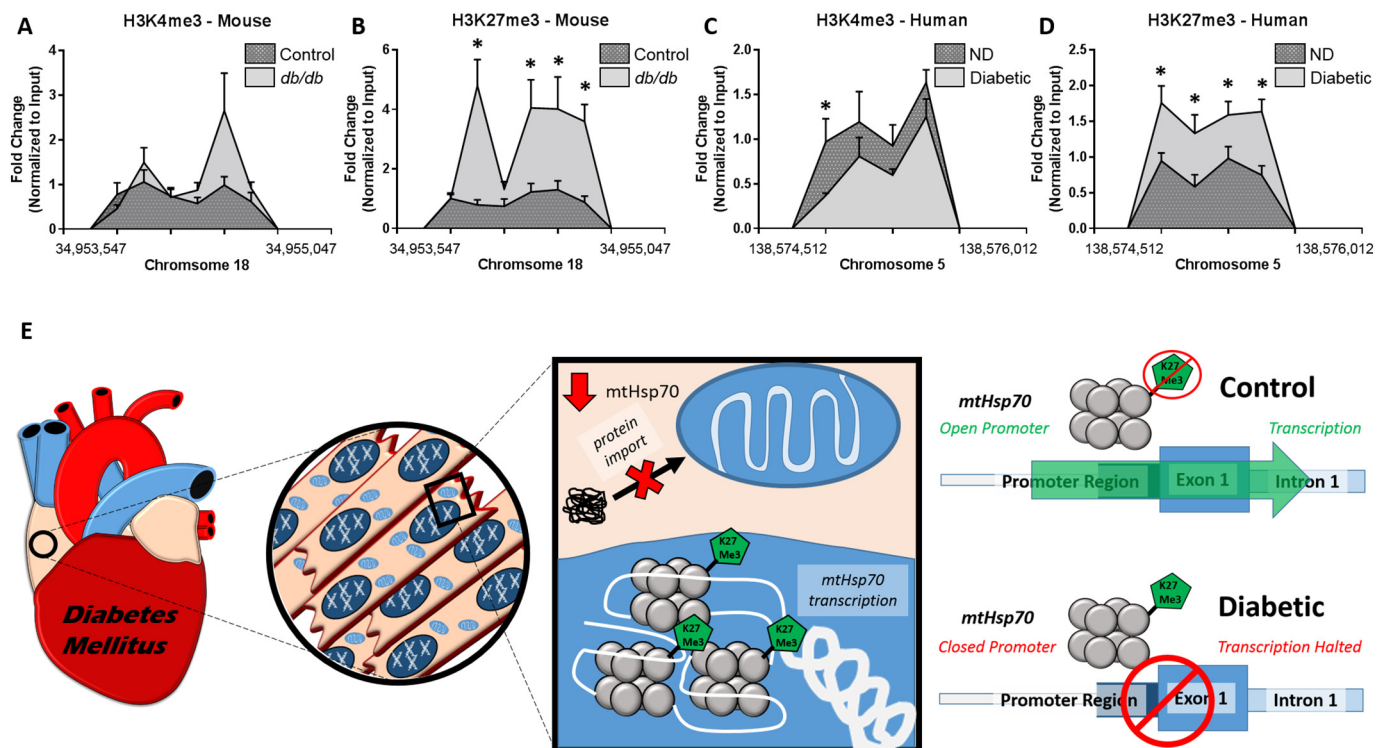 A
H3K4me3 - Mouse
Control
db/db
Fold Change
(Normalized to Input)
4
3
2
1
0
34,953,547
34,955,047
Chromsome 18
B
H3K27me3 - Mouse
Control
db/db
Fold Change
(Normalized to Input)
6
4
2
0
*
*
*
*
34,953,547
34,955,047
Chromsome 18
C
H3K4me3 - Human
ND
Diabetic
Fold Change
(Normalized to Input)
2.0
1.5
1.0
0.5
0.0
*
138,574,512
138,576,012
Chromosome 5
D
H3K27me3 - Human
ND
Diabetic
Fold Change
(Normalized to Input)
2.5
2.0
1.5
1.0
0.5
0.0
*
*
*
*
138,574,512
138,576,012
Chromosome 5
E
Diabetes
Mellitus
mtHsp70
protein
import
K27
Me3
K27
Me3
K27
Me3
mtHsp70
transcription
K27
Me3
Control
mtHsp70
Open Promoter
Transcription
Promoter Region
Exon 1
Intron 1
K27
Me3
Diabetic
mtHsp70
Closed Promoter
Transcription Halted
Promoter Region
Exon 1
Intron 1